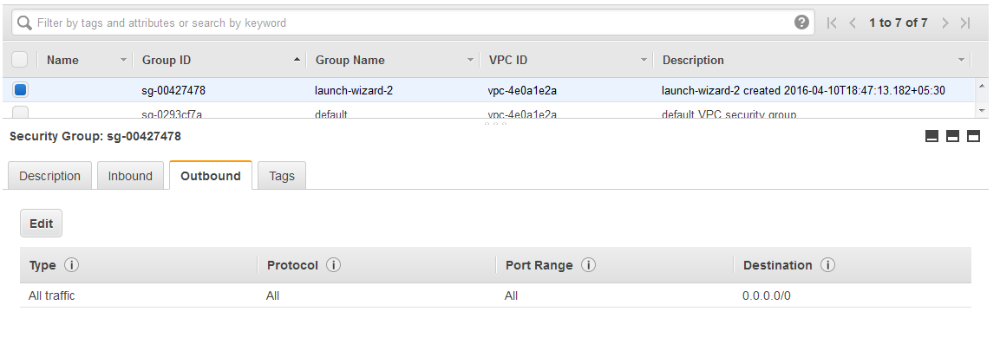 Filter by tags and attributes or search by keyword ? 1 to 7 of 7
Name Group ID Group Name VPC ID Description
sg-00427478 launch-wizard-2 vpc-4e0a1e2a launch-wizard-2 created 2016-04-10T18:47:13.182+05:30
sg-0293cf7a default vpc-4e0a1e2a default VPC security group
Security Group: sg-00427478
Description Inbound Outbound Tags
Edit
Type i Protocol i Port Range i Destination i
All traffic All All 0.0.0.0/0